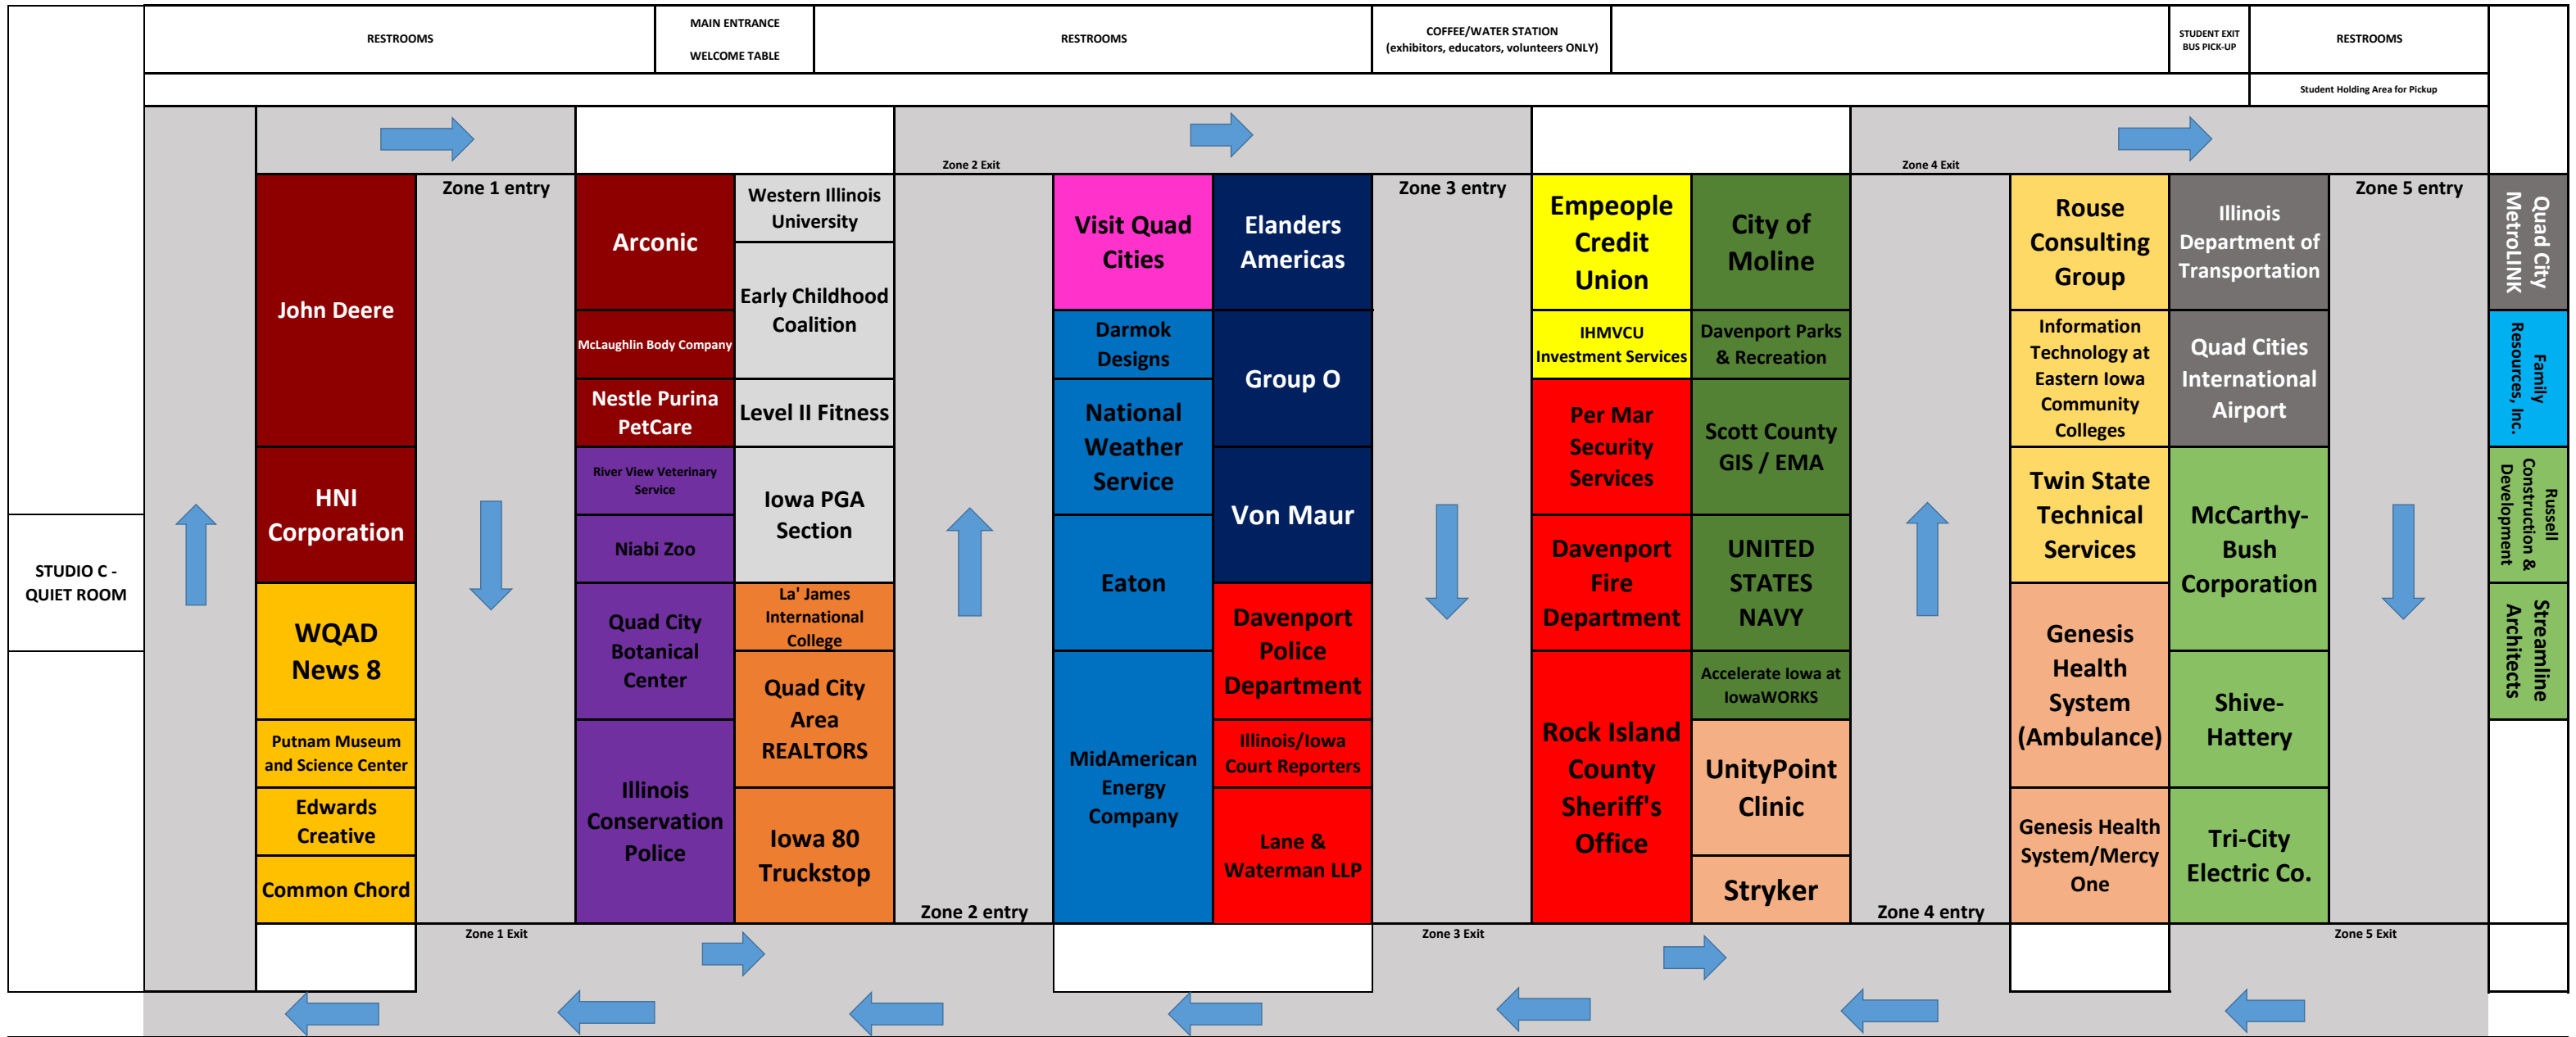 RESTROOMS
MAIN ENTRANCE
WELCOME TABLE
RESTROOMS
COFFEE/WATER STATION
(exhibitors, educators, volunteers ONLY)
STUDENT EXIT
BUS PICK-UP
RESTROOMS
Student Holding Area for Pickup
STUDIO C -
QUIET ROOM
John Deere
HNI
Corporation
WQAD
News 8
Putnam Museum
and Science Center
Edwards
Creative
Common Chord
Zone 1 entry
Zone 1 Exit
Arconic
McLaughlin Body Company
Nestle Purina
PetCare
River View Veterinary
Service
Niabi Zoo
Quad City
Botanical
Center
Illinois
Conservation
Police
Western Illinois
University
Early Childhood
Coalition
Level II Fitness
Iowa PGA
Section
La' James
International
College
Quad City
Area
REALTORS
Iowa 80
Truckstop
Zone 2 Exit
Zone 2 entry
Visit Quad
Cities
Darmok
Designs
National
Weather
Service
Eaton
MidAmerican
Energy
Company
Elanders
Americas
Group O
Von Maur
Davenport
Police
Department
Illinois/Iowa
Court Reporters
Lane &
Waterman LLP
Zone 3 entry
Zone 3 Exit
Empeople
Credit
Union
IHMVCU
Investment Services
Per Mar
Security
Services
Davenport
Fire
Department
Rock Island
County
Sheriff's
Office
City of
Moline
Davenport Parks
& Recreation
Scott County
GIS / EMA
UNITED
STATES
NAVY
Accelerate Iowa at
IowaWORKS
UnityPoint
Clinic
Stryker
Zone 4 Exit
Zone 4 entry
Rouse
Consulting
Group
Information
Technology at
Eastern Iowa
Community
Colleges
Twin State
Technical
Services
Genesis
Health
System
(Ambulance)
Genesis Health
System/Mercy
One
Illinois
Department of
Transportation
Quad Cities
International
Airport
McCarthy-
Bush
Corporation
Shive-
Hattery
Tri-City
Electric Co.
Zone 5 entry
Zone 5 Exit
Quad City
MetroLINK
Family
Resources, Inc.
Russell
Construction &
Development
Streamline
Architects